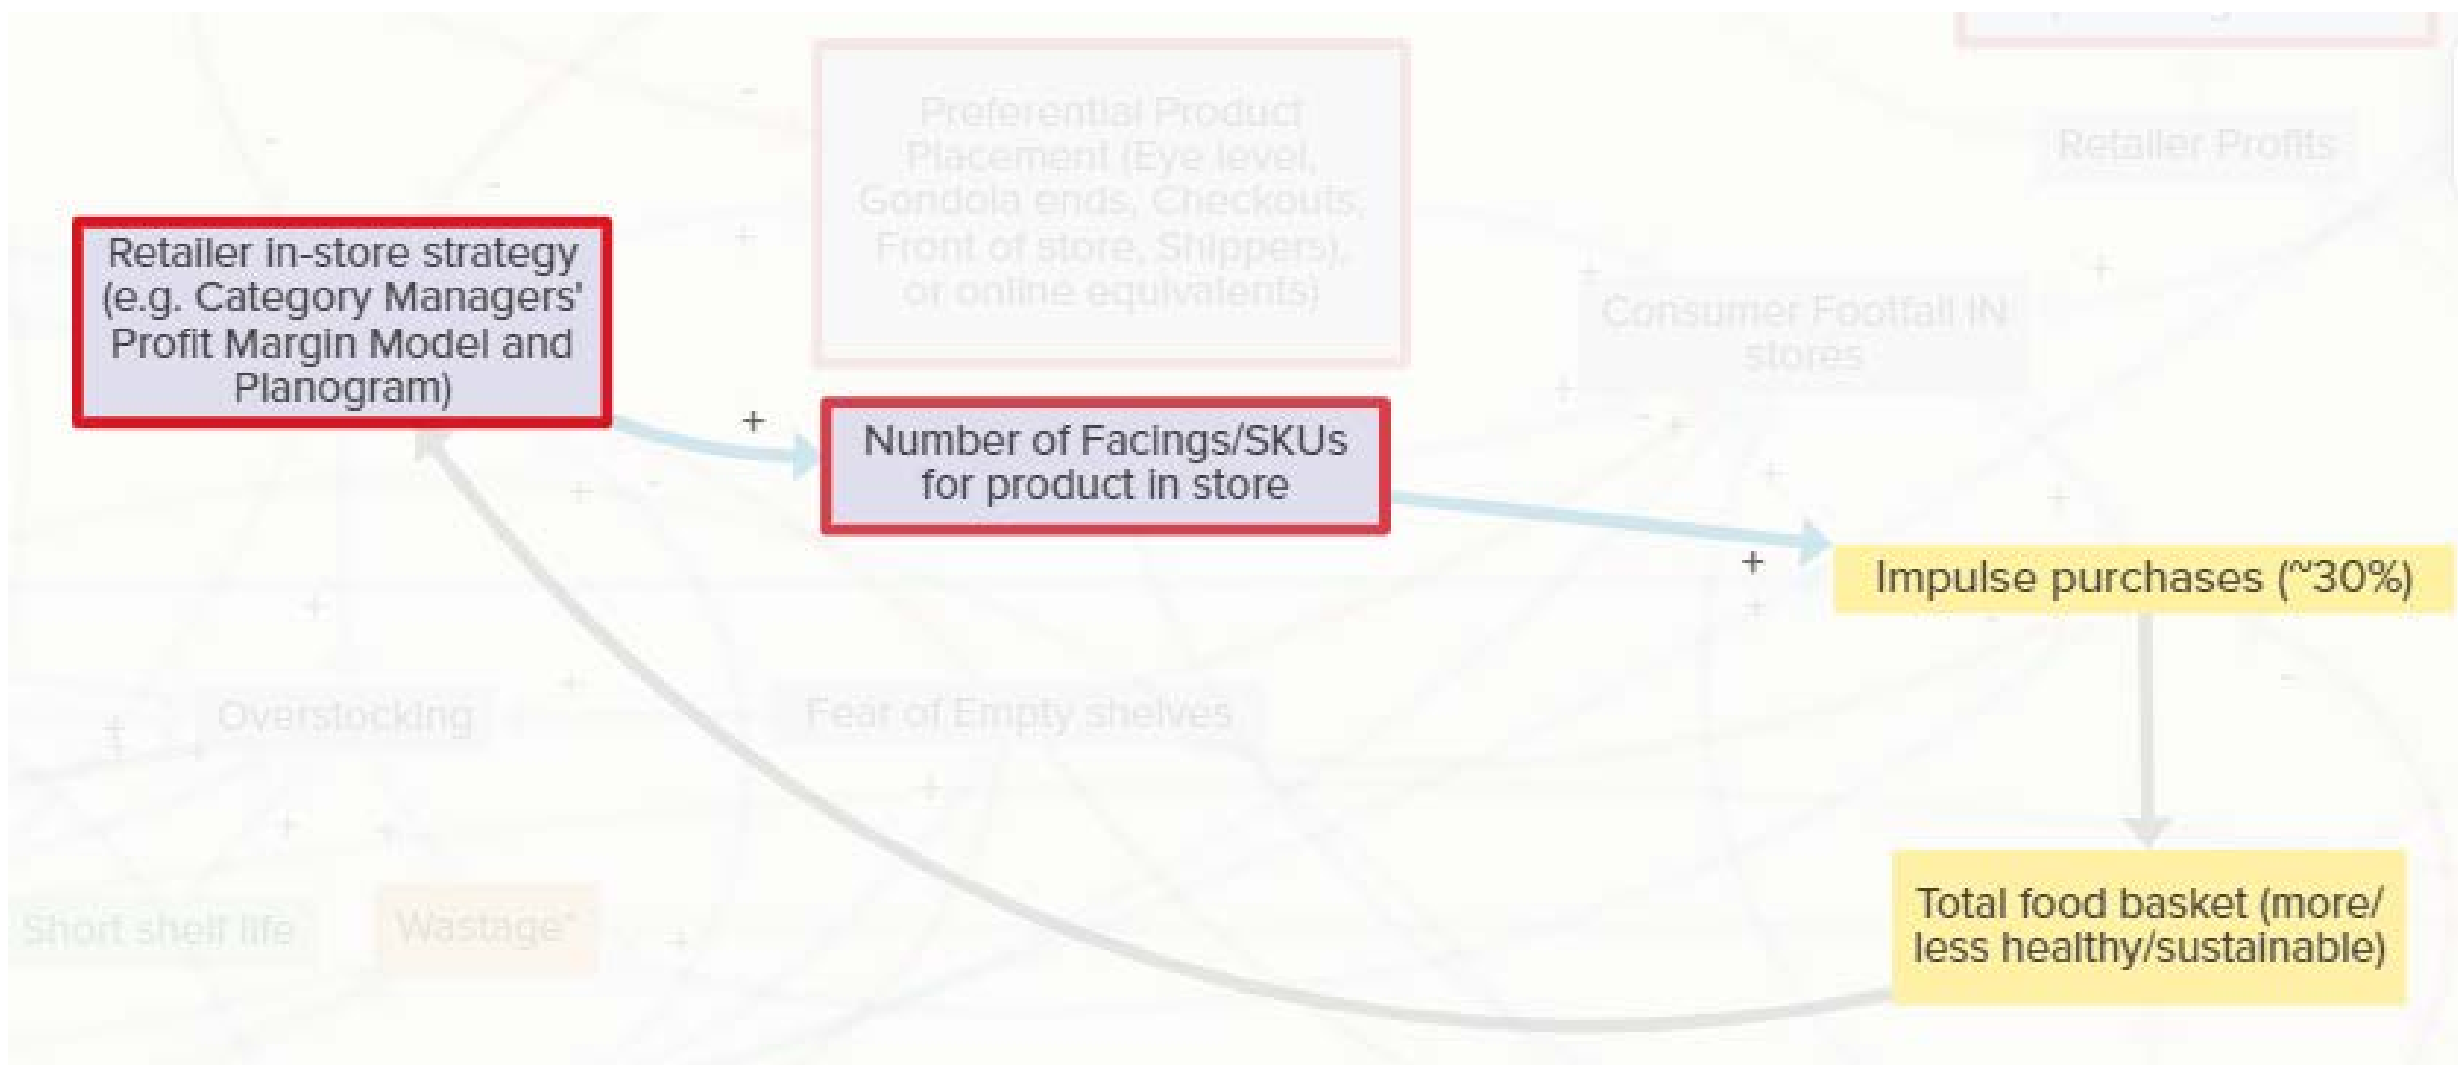 Preferential Product
Placement (Eye level,
Gondola ends, Checkouts,
Front of store, Shippers),
or online equivalents)
Retailer Profits
Retailer in-store strategy
(e.g. Category Managers'
Profit Margin Model and
Planogram)
+
Number of Facings/SKUs
for product in store
Consumer Footfall IN
stores
+
Impulse purchases (~30%)
Overstocking
Fear of Empty shelves
Total food basket (more/
less healthy/sustainable)
Short shelf life
Wastage*